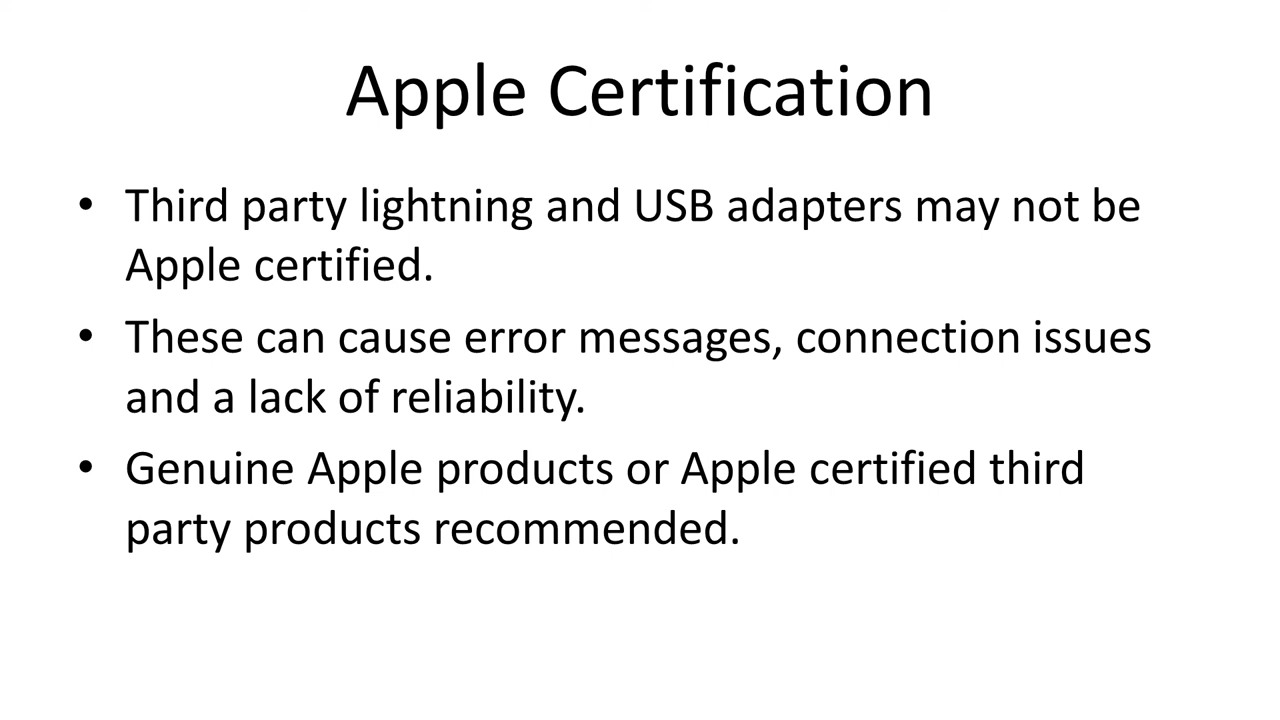 Apple Certification
• Third party lightning and USB adapters may not be
Apple certified.
• These can cause error messages, connection issues
and a lack of reliability.
• Genuine Apple products or Apple certified third
party products recommended.